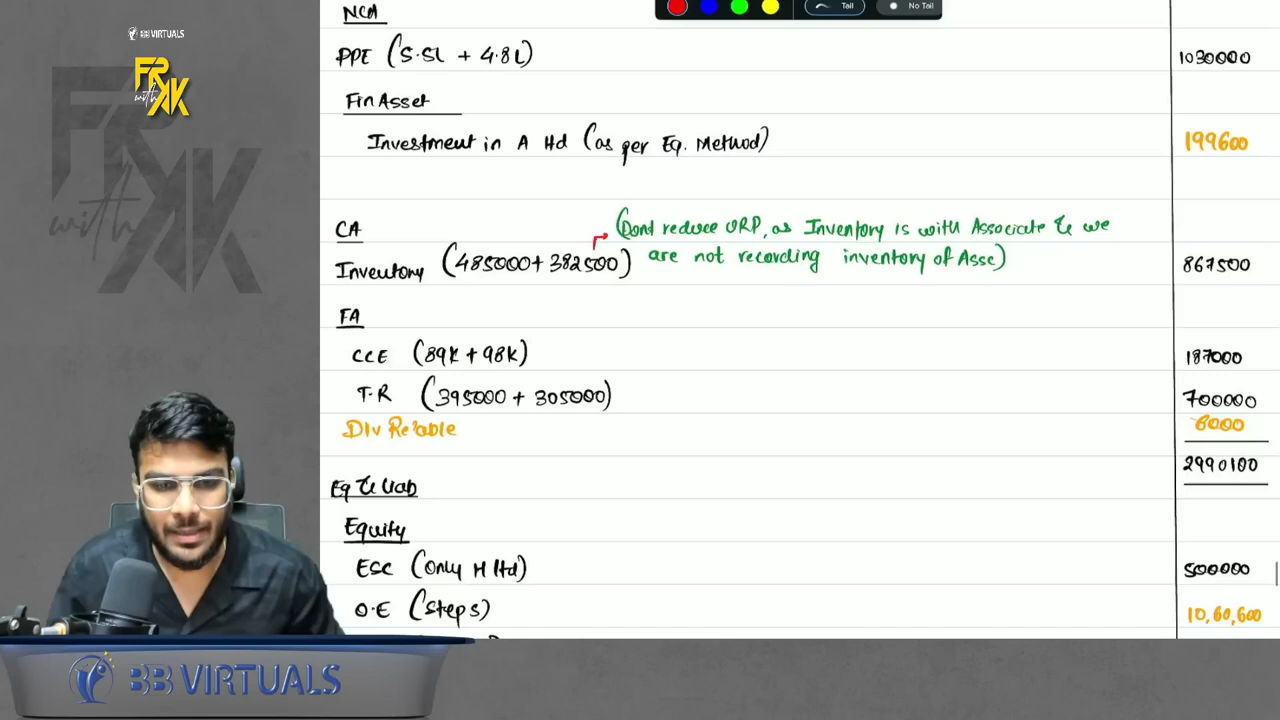 NCA
Tail
No Tail
BB VIRTUALS
FR with AK
PPE (5.5L + 4.8L) 1030000
Fin Asset
Investment in A ltd (as per Eq. Method) 199600
CA
(Dont reduce URP, as Inventory is with Associate & we
are not recording inventory of Assc)
Inventory (485000+382500) 867500
FA
CCE (89K + 98K) 187000
T.R (395000 + 305000) 700000
Div Re'able 6000
2990100
Eq & Liab
Equity
ESC (Only H ltd) 500000
O.E (Steps) 10,60,600
BB VIRTUALS